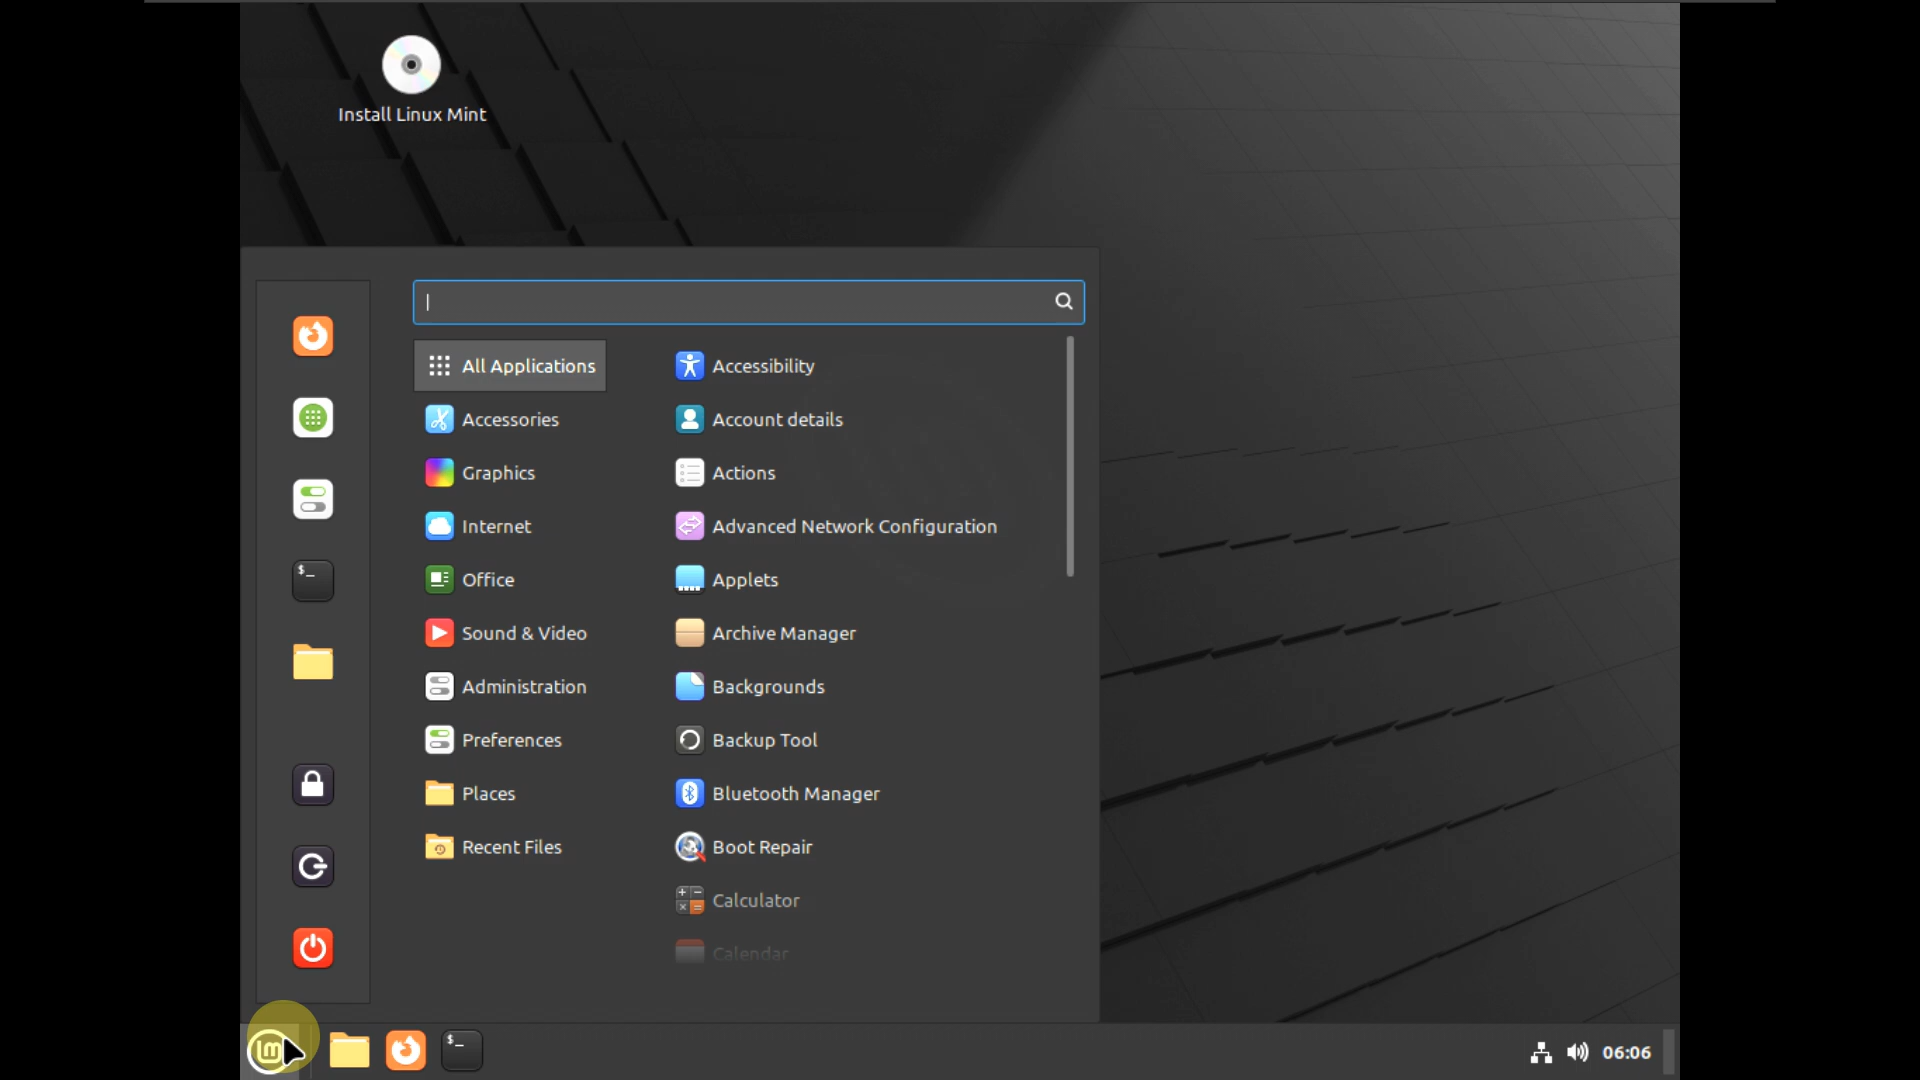 Install Linux Mint
All Applications
Accessories
Graphics
Internet
Office
Sound & Video
Administration
Preferences
Places
Recent Files
Accessibility
Account details
Actions
Advanced Network Configuration
Applets
Archive Manager
Backgrounds
Backup Tool
Bluetooth Manager
Boot Repair
Calculator
Calendar
$_
$_
06:06